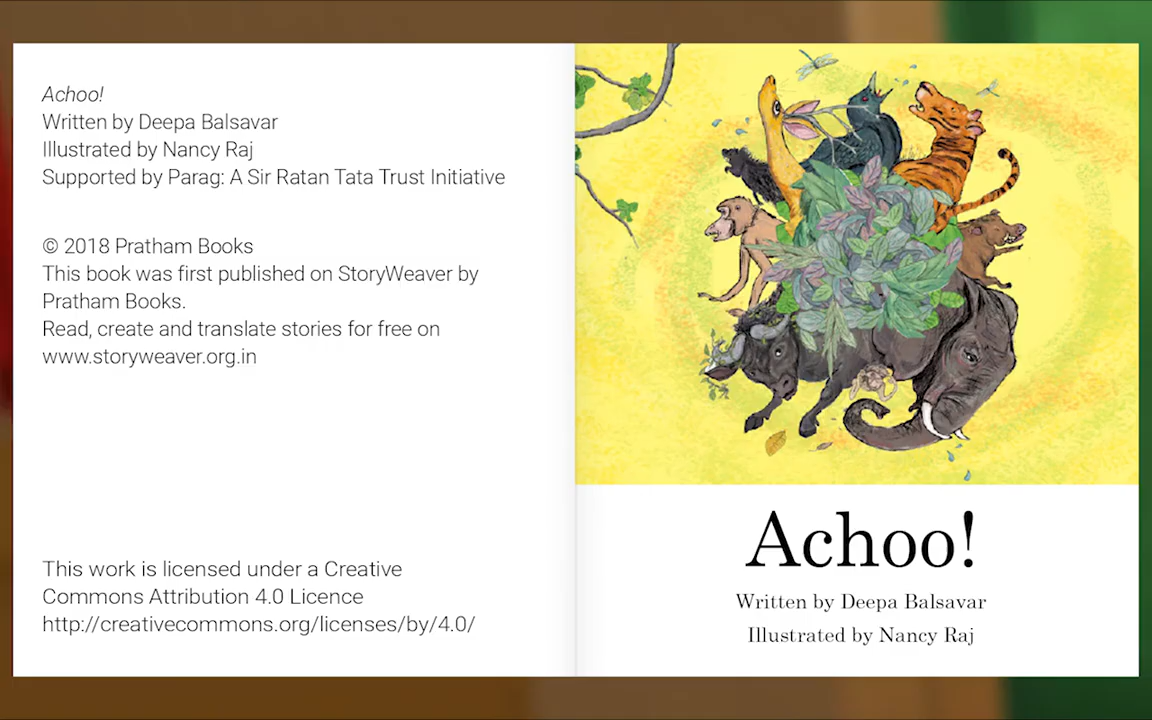 Achoo!
Written by Deepa Balsavar
Illustrated by Nancy Raj
Supported by Parag: A Sir Ratan Tata Trust Initiative
© 2018 Pratham Books
This book was first published on StoryWeaver by
Pratham Books.
Read, create and translate stories for free on
www.storyweaver.org.in
This work is licensed under a Creative
Commons Attribution 4.0 Licence
http://creativecommons.org/licenses/by/4.0/
Achoo!
Written by Deepa Balsavar
Illustrated by Nancy Raj